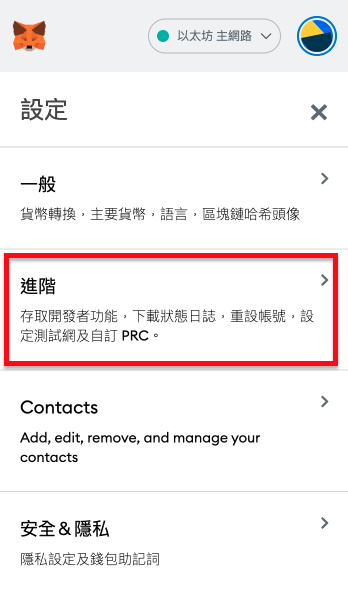 以太坊 主網路
設定
一般
貨幣轉換，主要貨幣，語言，區塊鏈哈希頭像
進階
存取開發者功能，下載狀態日誌，重設帳號，設
定測試網及自訂 PRC。
Contacts
Add, edit, remove, and manage your
contacts
安全＆隱私
隱私設定及錢包助記詞